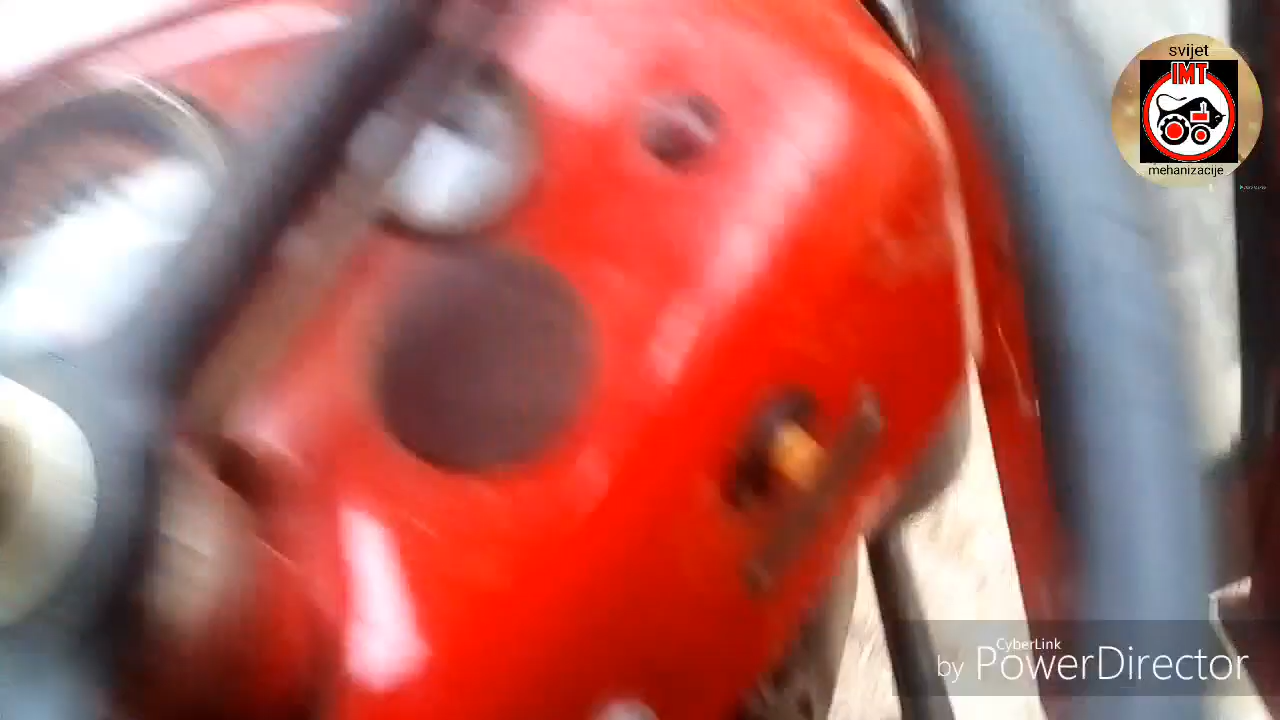 svijet
IMT
mehanizacije
CyberLink
by PowerDirector